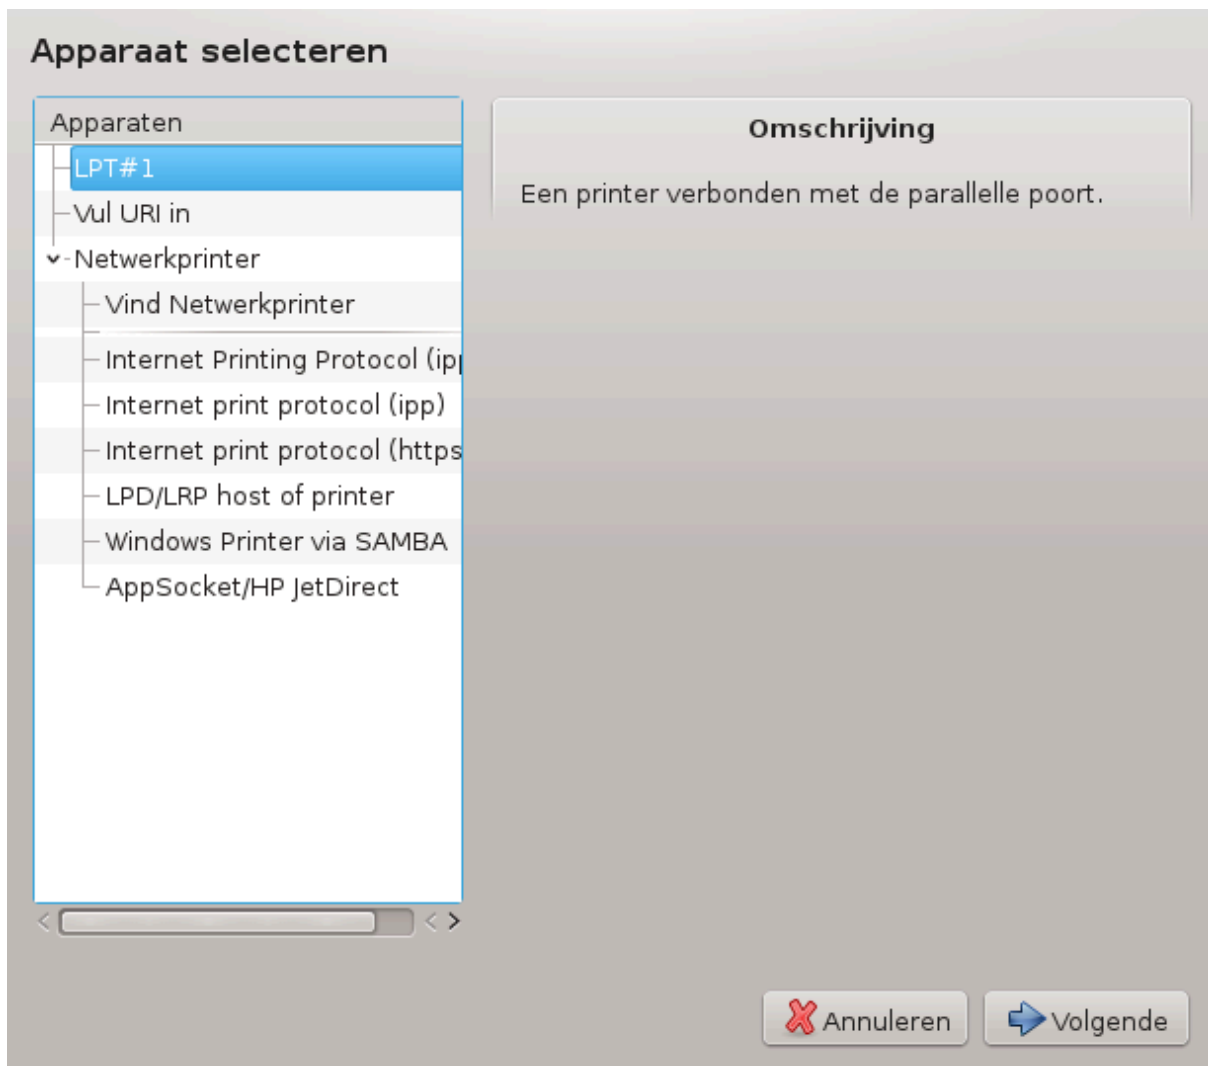 Apparaat selecteren
Apparaten
LPT#1
Vul URI in
Netwerkprinter
Vind Netwerkprinter
Internet Printing Protocol (ip
Internet print protocol (ipp)
Internet print protocol (https
LPD/LRP host of printer
Windows Printer via SAMBA
AppSocket/HP JetDirect
Omschrijving
Een printer verbonden met de parallelle poort.
Annuleren
Volgende